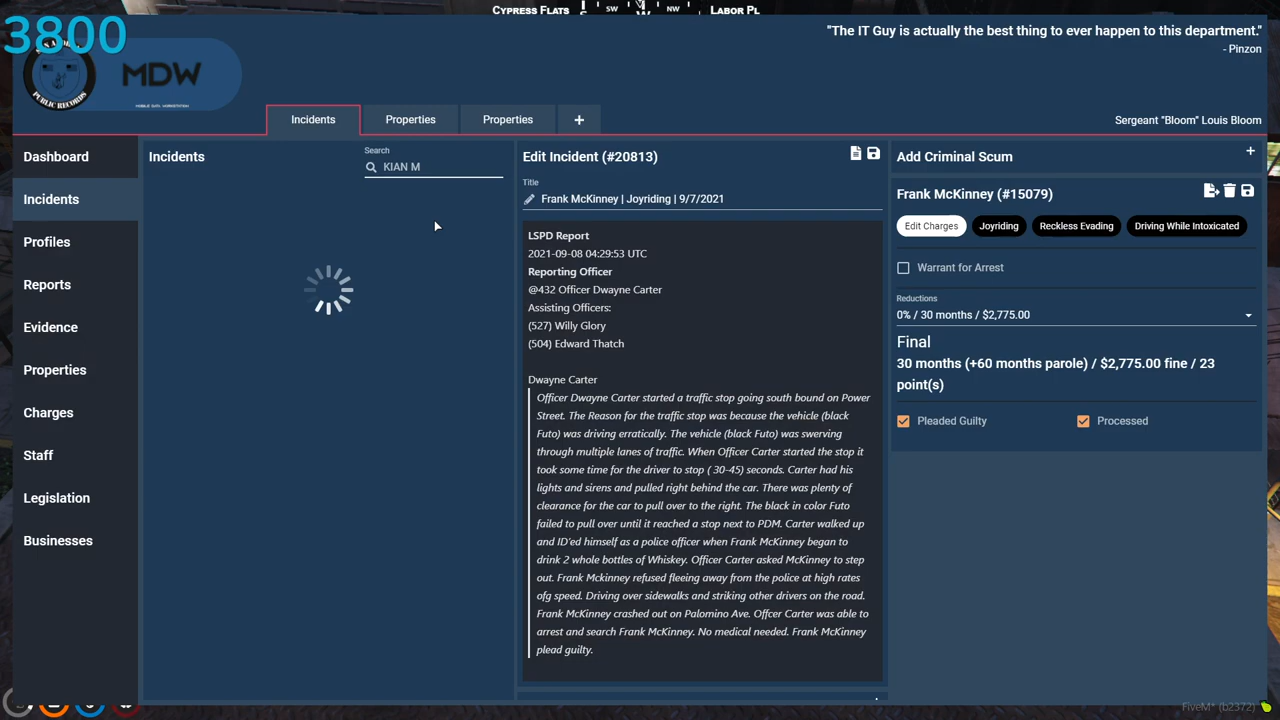 CYPRESS FLATS
SW
NW
LABOR PL
3800
"The IT Guy is actually the best thing to ever happen to this department."
- Pinzon
PUBLIC RECORDS
MDW
MOBILE DATA WORKSTATION
Incidents
Properties
Properties
+
Sergeant "Bloom" Louis Bloom
Dashboard
Incidents
Profiles
Reports
Evidence
Properties
Charges
Staff
Legislation
Businesses
Incidents
Search
KIAN M
Edit Incident (#20813)
Title
Frank McKinney | Joyriding | 9/7/2021
LSPD Report
2021-09-08 04:29:53 UTC
Reporting Officer
@432 Officer Dwayne Carter
Assisting Officers:
(527) Willy Glory
(504) Edward Thatch
Dwayne Carter
Officer Dwayne Carter started a traffic stop going south bound on Power
Street. The Reason for the traffic stop was because the vehicle (black
Futo) was driving erratically. The vehicle (black Futo) was swerving
through multiple lanes of traffic. When Officer Carter started the stop it
took some time for the driver to stop ( 30-45) seconds. Carter had his
lights and sirens and pulled right behind the car. There was plenty of
clearance for the car to pull over to the right. The black in color Futo
failed to pull over until it reached a stop next to PDM. Carter walked up
and ID'ed himself as a police officer when Frank McKinney began to
drink 2 whole bottles of Whiskey. Officer Carter asked McKinney to step
out. Frank Mckinney refused fleeing away from the police at high rates
ofg speed. Driving over sidewalks and striking other drivers on the road.
Frank McKinney crashed out on Palomino Ave. Offcer Carter was able to
arrest and search Frank McKinney. No medical needed. Frank McKinney
plead guilty.
Add Criminal Scum
+
Frank McKinney (#15079)
Edit Charges
Joyriding
Reckless Evading
Driving While Intoxicated
Warrant for Arrest
Reductions
0% / 30 months / $2,775.00
Final
30 months (+60 months parole) / $2,775.00 fine / 23
point(s)
Pleaded Guilty
Processed
FiveM* (b2372)